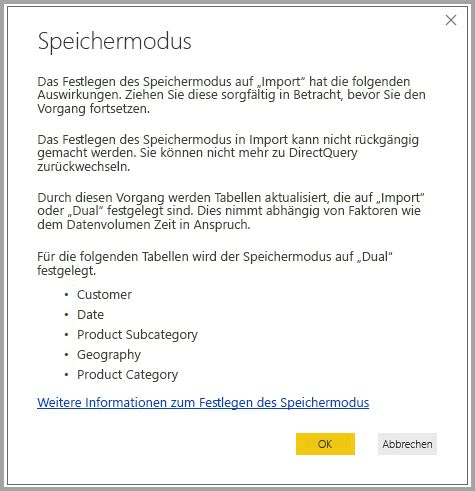 Speichermodus
Das Festlegen des Speichermodus auf „Import“ hat die folgenden
Auswirkungen. Ziehen Sie diese sorgfältig in Betracht, bevor Sie den
Vorgang fortsetzen.
Das Festlegen des Speichermodus in Import kann nicht rückgängig
gemacht werden. Sie können nicht mehr zu DirectQuery
zurückwechseln.
Durch diesen Vorgang werden Tabellen aktualisiert, die auf „Import“
oder „Dual“ festgelegt sind. Dies nimmt abhängig von Faktoren wie
dem Datenvolumen Zeit in Anspruch.
Für die folgenden Tabellen wird der Speichermodus auf „Dual“
festgelegt.
• Customer
• Date
• Product Subcategory
• Geography
• Product Category
Weitere Informationen zum Festlegen des Speichermodus
OK Abbrechen